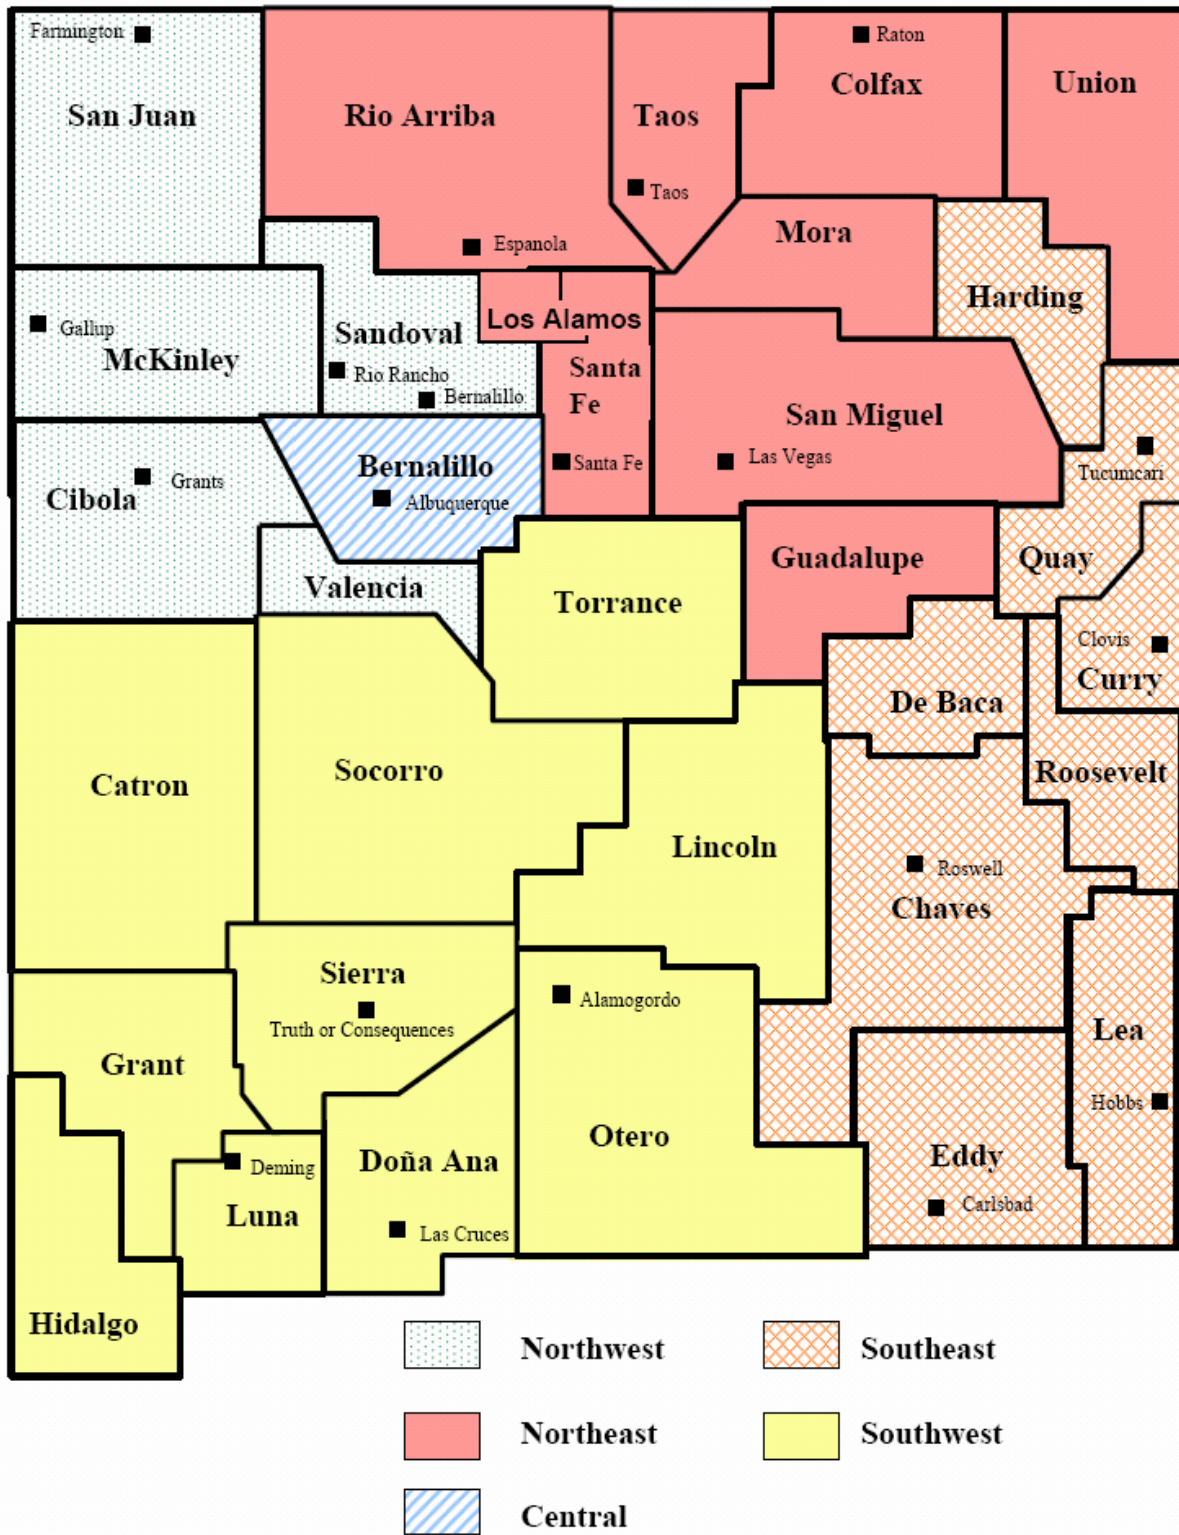 Farmington
Raton
Colfax
Union
San Juan
Rio Arriba
Taos
Taos
Mora
Espanola
Harding
Los Alamos
Gallup
McKinley
Sandoval
Rio Rancho
Bernalillo
Santa
Fe
Santa Fe
San Miguel
Las Vegas
Tucumcari
Bernalillo
Albuquerque
Grants
Cibola
Valencia
Torrance
Guadalupe
Quay
Clovis
Curry
De Baca
Roosevelt
Catron
Socorro
Lincoln
Roswell
Chaves
Sierra
Truth or Consequences
Alamogordo
Lea
Hobbs
Grant
Otero
Doña Ana
Las Cruces
Deming
Luna
Eddy
Carlsbad
Hidalgo
Northwest
Southeast
Northeast
Southwest
Central